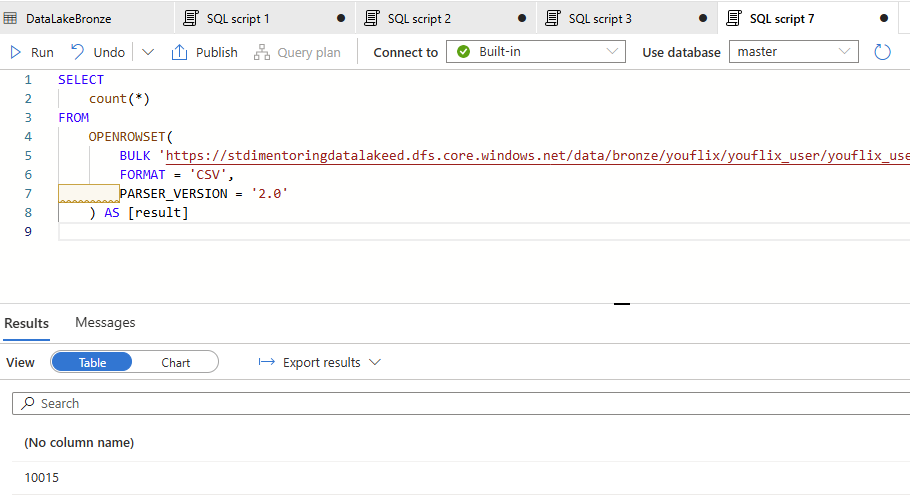 DataLakeBronze SQL script 1 SQL script 2 SQL script 3 SQL script 7
Run Undo Publish Query plan Connect to Built-in Use database master
1 SELECT
2 count(*)
3 FROM
4 OPENROWSET(
5 BULK 'https://stdimentoringdatalakeed.dfs.core.windows.net/data/bronze/youflix/youflix_user/youflix_use
6 FORMAT = 'CSV',
7 PARSER_VERSION = '2.0'
8 ) AS [result]
9
Results Messages
View Table Chart Export results
Search
(No column name)
10015